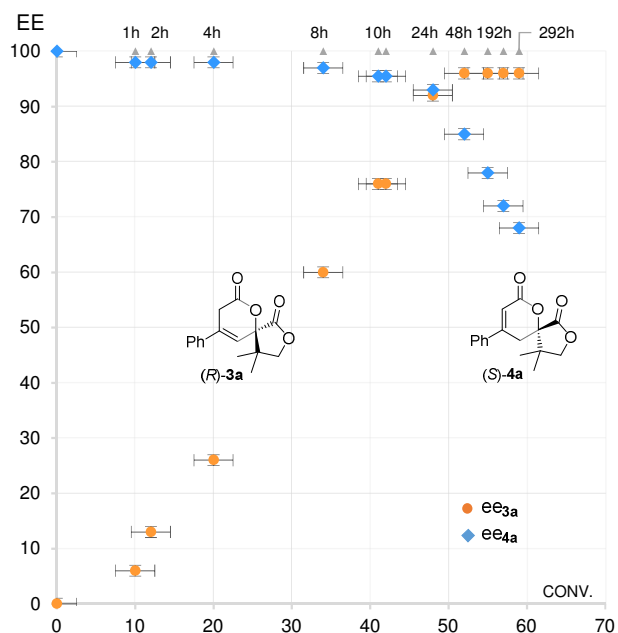 EE
1h 2h 4h 8h 10h 24h 48h 192h 292h
100
90
80
70
60
50
40
30
20
10
0
O
O
O
O
Ph
(R)-3a
O
O
O
O
Ph
(S)-4a
ee3a
ee4a
CONV.
0 10 20 30 40 50 60 70